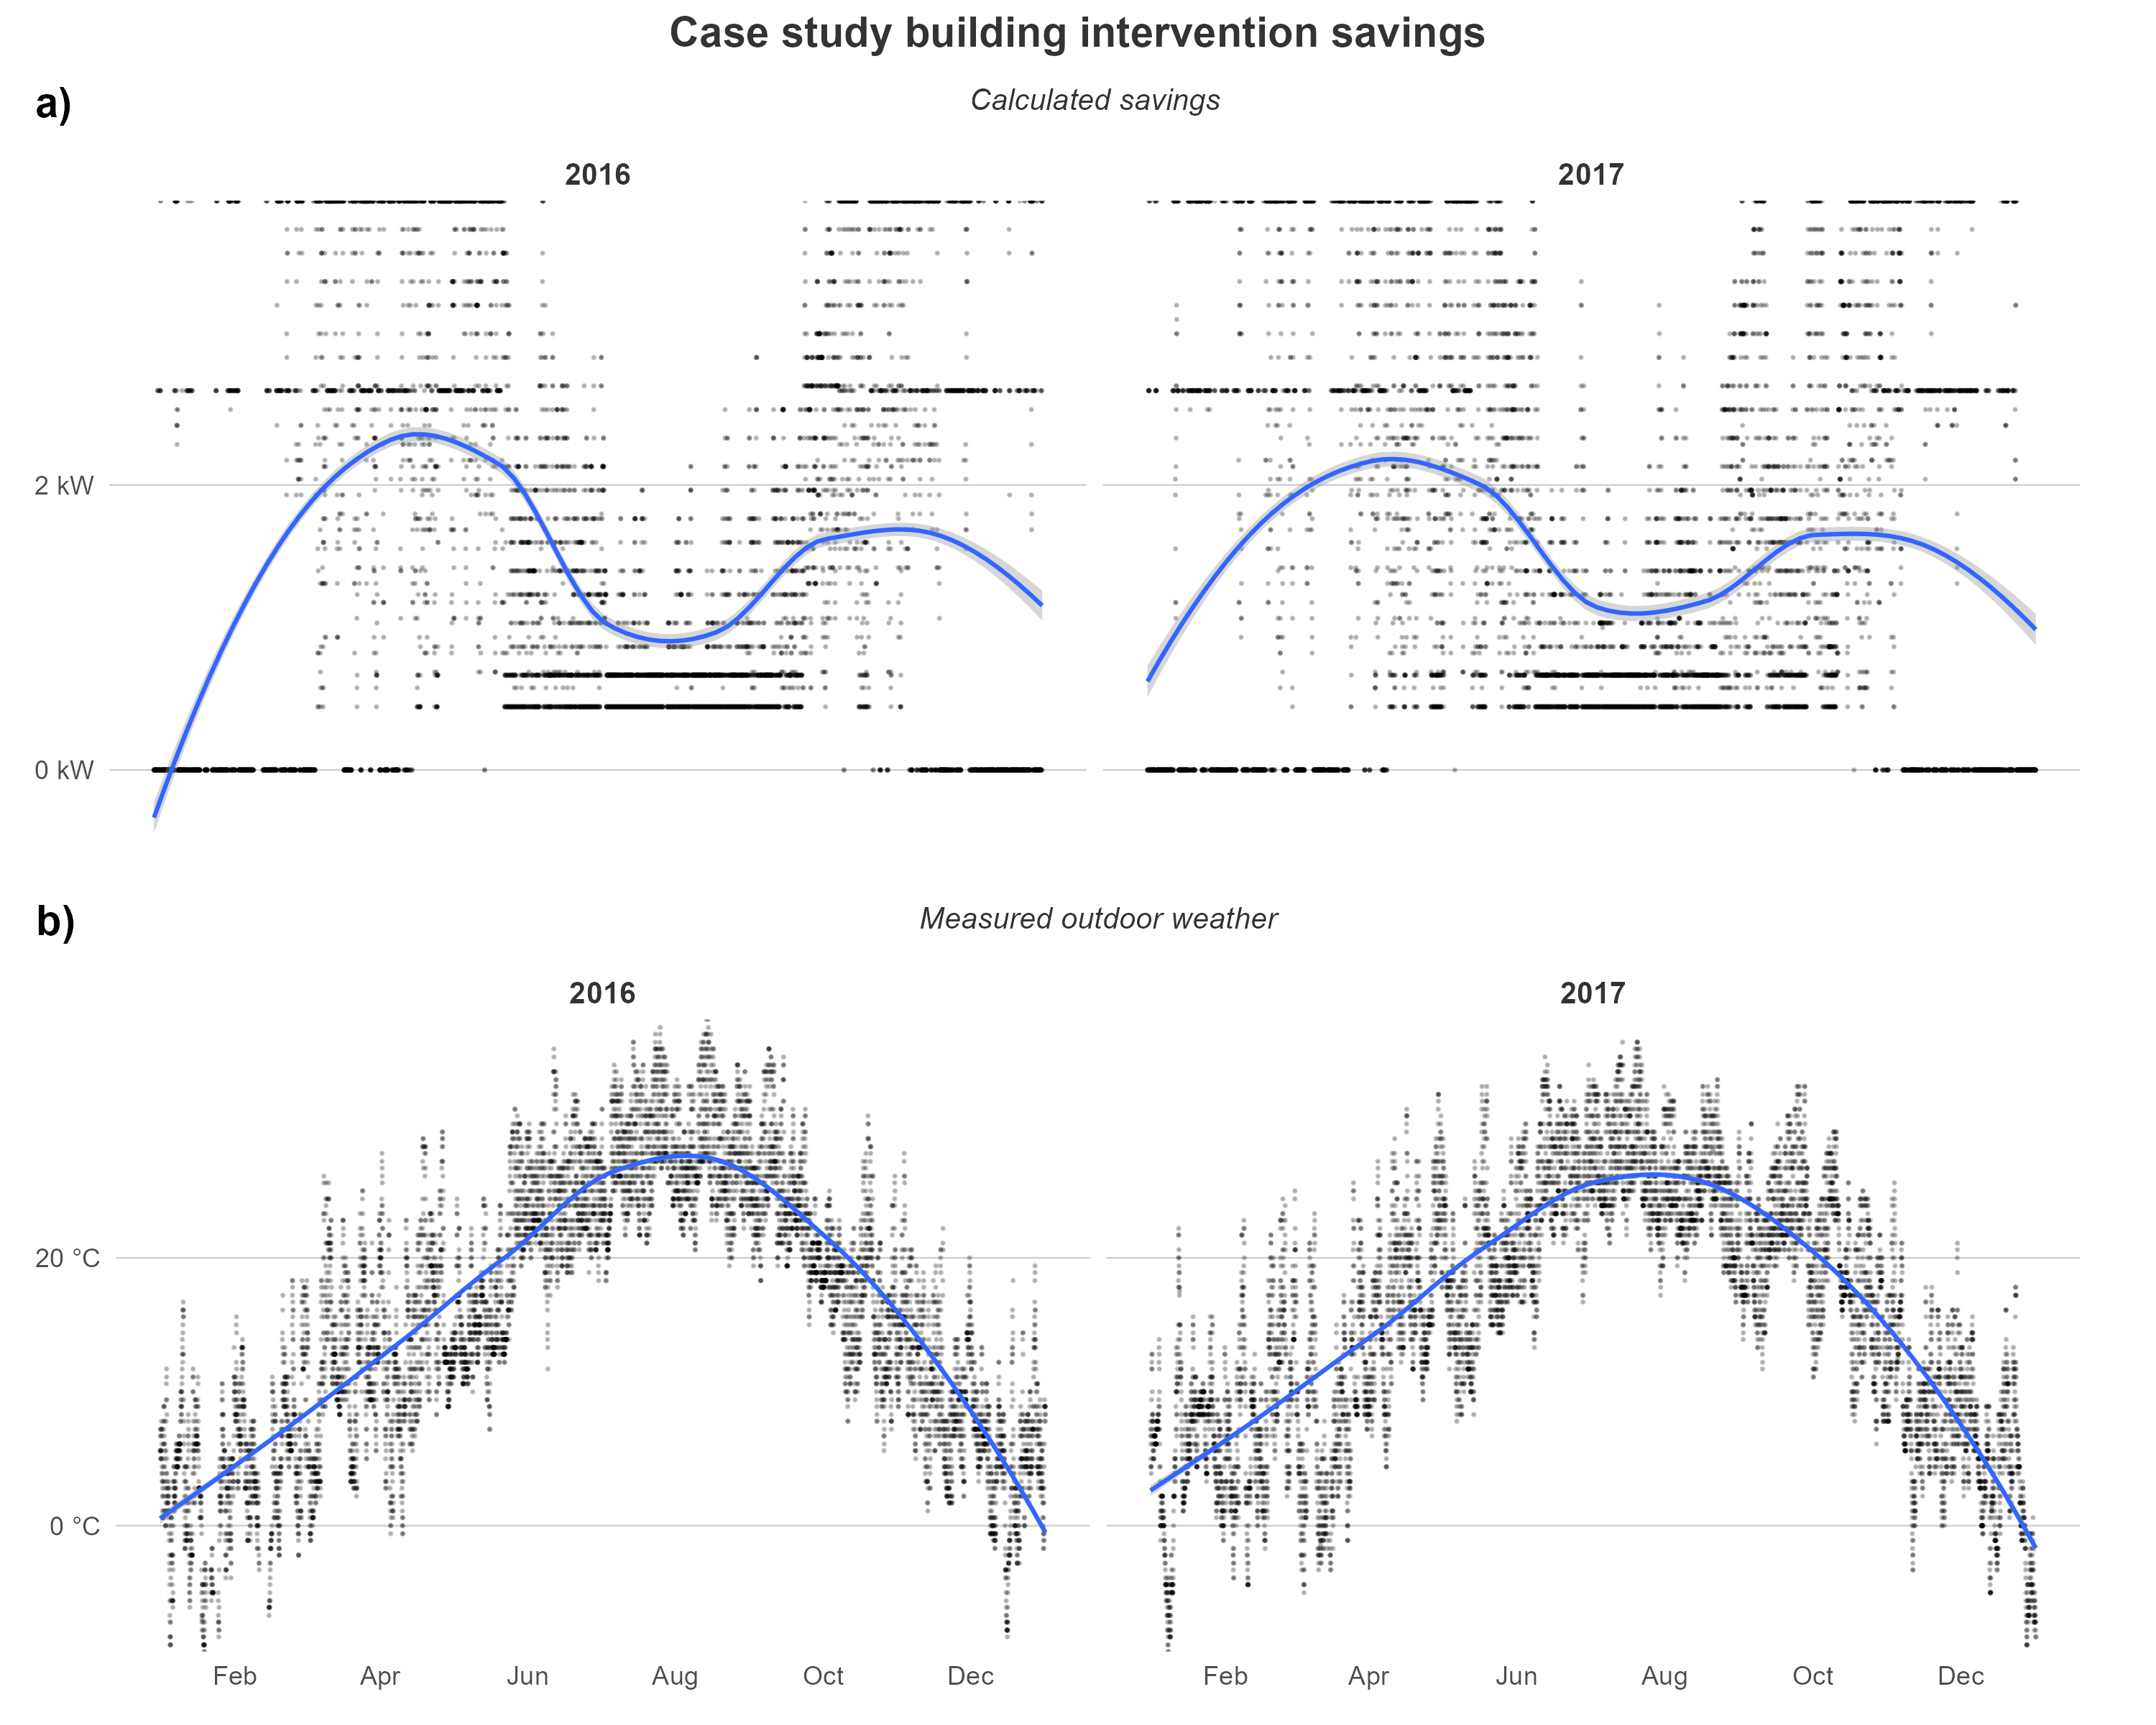 Case study building intervention savings
a)
Calculated savings
2016
2017
2 kW
0 kW
b)
Measured outdoor weather
2016
2017
20 °C
0 °C
Feb Apr Jun Aug Oct Dec Feb Apr Jun Aug Oct Dec